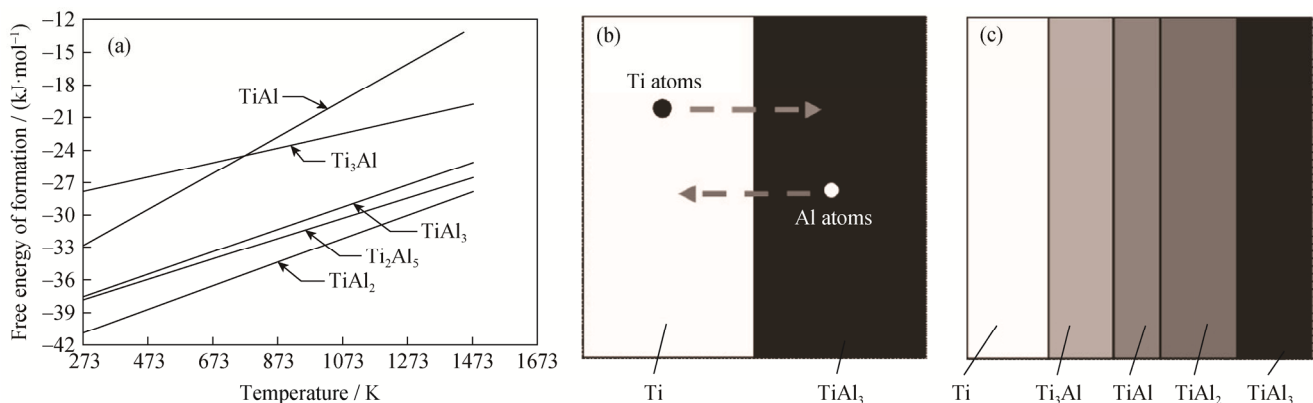 (a)
Free energy of formation / (kJ·mol⁻¹)
−12
−15
−18
−21
−24
−27
−30
−33
−36
−39
−42
TiAl
Ti₃Al
TiAl₃
Ti₂Al₅
TiAl₂
273 473 673 873 1073 1273 1473 1673
Temperature / K
(b)
Ti atoms
Al atoms
Ti TiAl₃
(c)
Ti Ti₃Al TiAl TiAl₂ TiAl₃